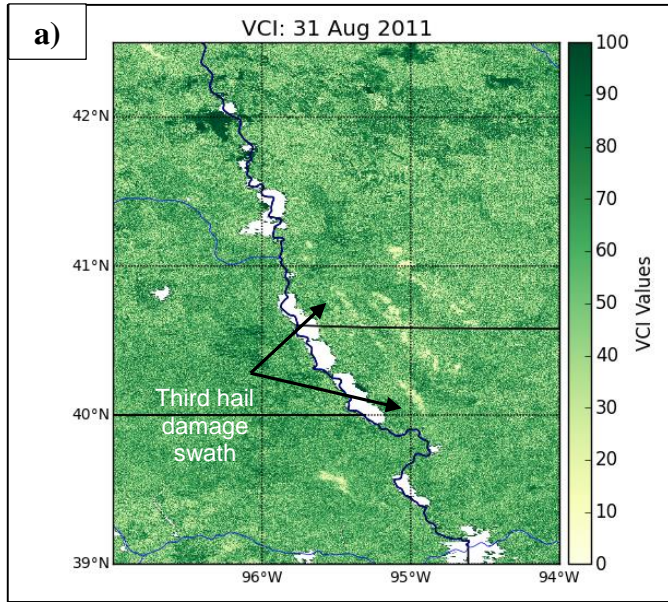 a)
VCI: 31 Aug 2011
100
90
80
70
60
50
40
30
20
10
0
VCI Values
42°N
41°N
40°N
39°N
96°W
95°W
94°W
Third hail
damage
swath